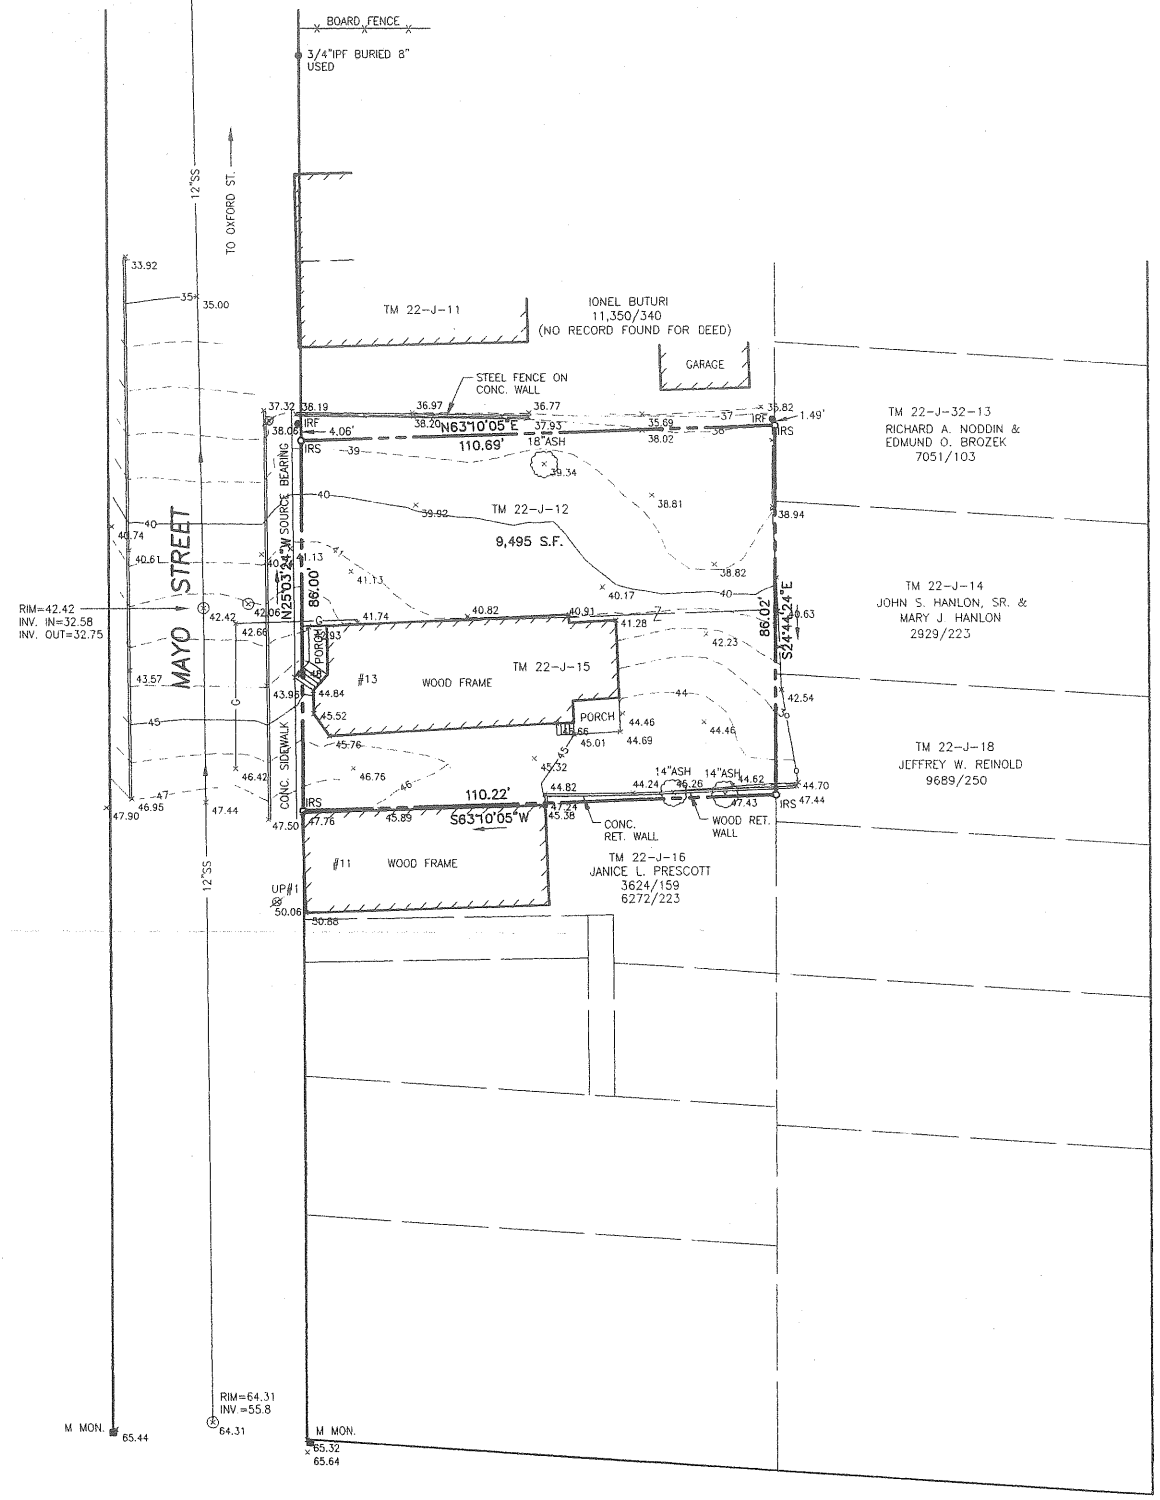 BOARD FENCE
3/4"IPF BURIED 8"
USED
12"SS
TO OXFORD ST.
33.92
35
35.00
TM 22-J-11
IONEL BUTURI
11,350/340
(NO RECORD FOUND FOR DEED)
GARAGE
STEEL FENCE ON
CONC. WALL
37.32
38.19
36.97
36.77
35.69
37
IRF
1.49'
TM 22-J-32-13
RICHARD A. NODDIN &
EDMUND O. BROZEK
7051/103
IRF
38.20
N63°10'05"E
37.93
38.02
38
IRS
4.06'
IRS
39
110.69'
18"ASH
39.34
SOURCE BEARING
40
39.92
TM 22-J-12
38.81
38.94
9,495 S.F.
40
40.74
40.61
41.13
41
41.13
38.82
40.17
40
MAYO STREET
N25°03'24"W
86.00'
86.02'
S24°44'24"E
TM 22-J-14
JOHN S. HANLON, SR. &
MARY J. HANLON
2929/223
RIM=42.42
INV. IN=32.58
INV. OUT=32.75
42.42
42.06
42.66
G
41.74
40.82
40.91
41.28
42.23
PORCH
TM 22-J-15
43.57
43.95
44.84
#13
WOOD FRAME
44
42.54
G
45
45.52
45.76
PORCH
45.01
44.46
44.69
44.46
TM 22-J-18
JEFFREY W. REINOLD
9689/250
CONC. SIDEWALK
46.42
46.76
46
45
45.32
14"ASH
14"ASH
44.82
44.24
46.26
44.62
44.70
47
46.95
47.90
47.44
IRS
47.50
47.76
45.89
110.22'
S63°10'05"W
47.24
45.38
47.43
IRS
47.44
CONC.
RET. WALL
WOOD RET.
WALL
#11
WOOD FRAME
TM 22-J-16
JANICE L. PRESCOTT
3624/159
6272/223
12"SS
UP#1
50.06
50.88
RIM=64.31
INV.=55.8
64.31
M MON.
65.44
M MON.
65.32
65.64